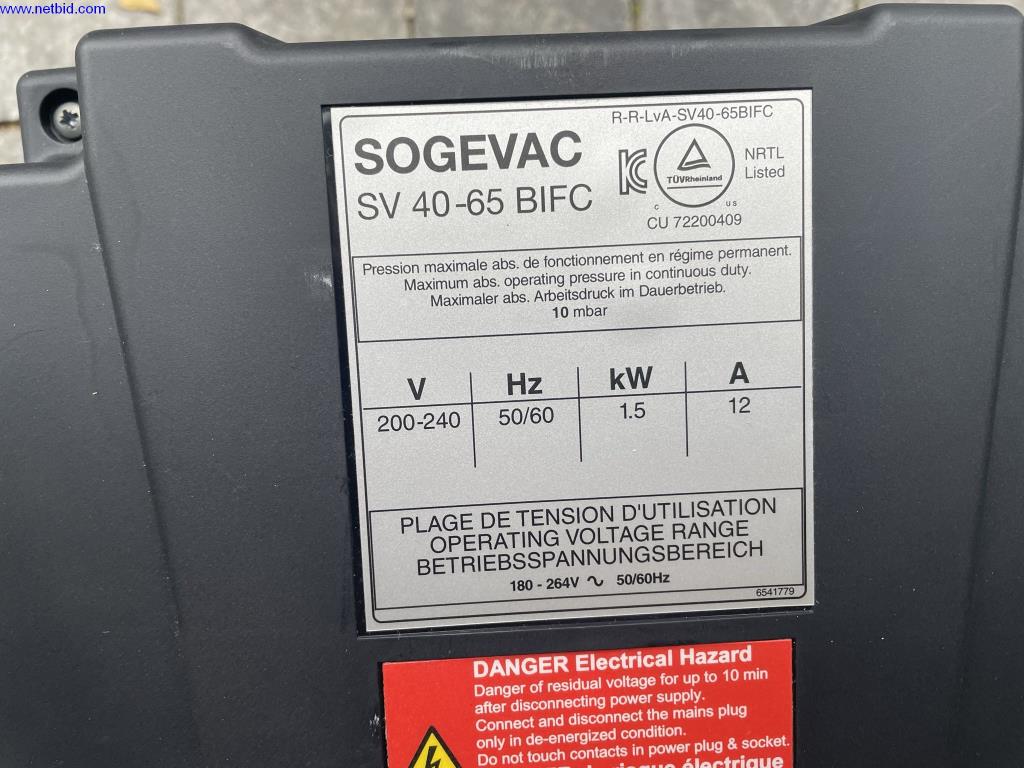 www.netbid.com
R-R-LvA-SV40-65BIFC
SOGEVAC
SV 40-65 BIFC
TÜVRheinland
NRTL
Listed
C US
CU 72200409
Pression maximale abs. de fonctionnement en régime permanent.
Maximum abs. operating pressure in continuous duty.
Maximaler abs. Arbeitsdruck im Dauerbetrieb.
10 mbar
V Hz kW A
200-240 50/60 1.5 12
PLAGE DE TENSION D'UTILISATION
OPERATING VOLTAGE RANGE
BETRIEBSSPANNUNGSBEREICH
180 - 264V ∿ 50/60Hz
6541779
DANGER Electrical Hazard
Danger of residual voltage for up to 10 min
after disconnecting power supply.
Connect and disconnect the mains plug
only in de-energized condition.
Do not touch contacts in power plug & socket.
risque électrique